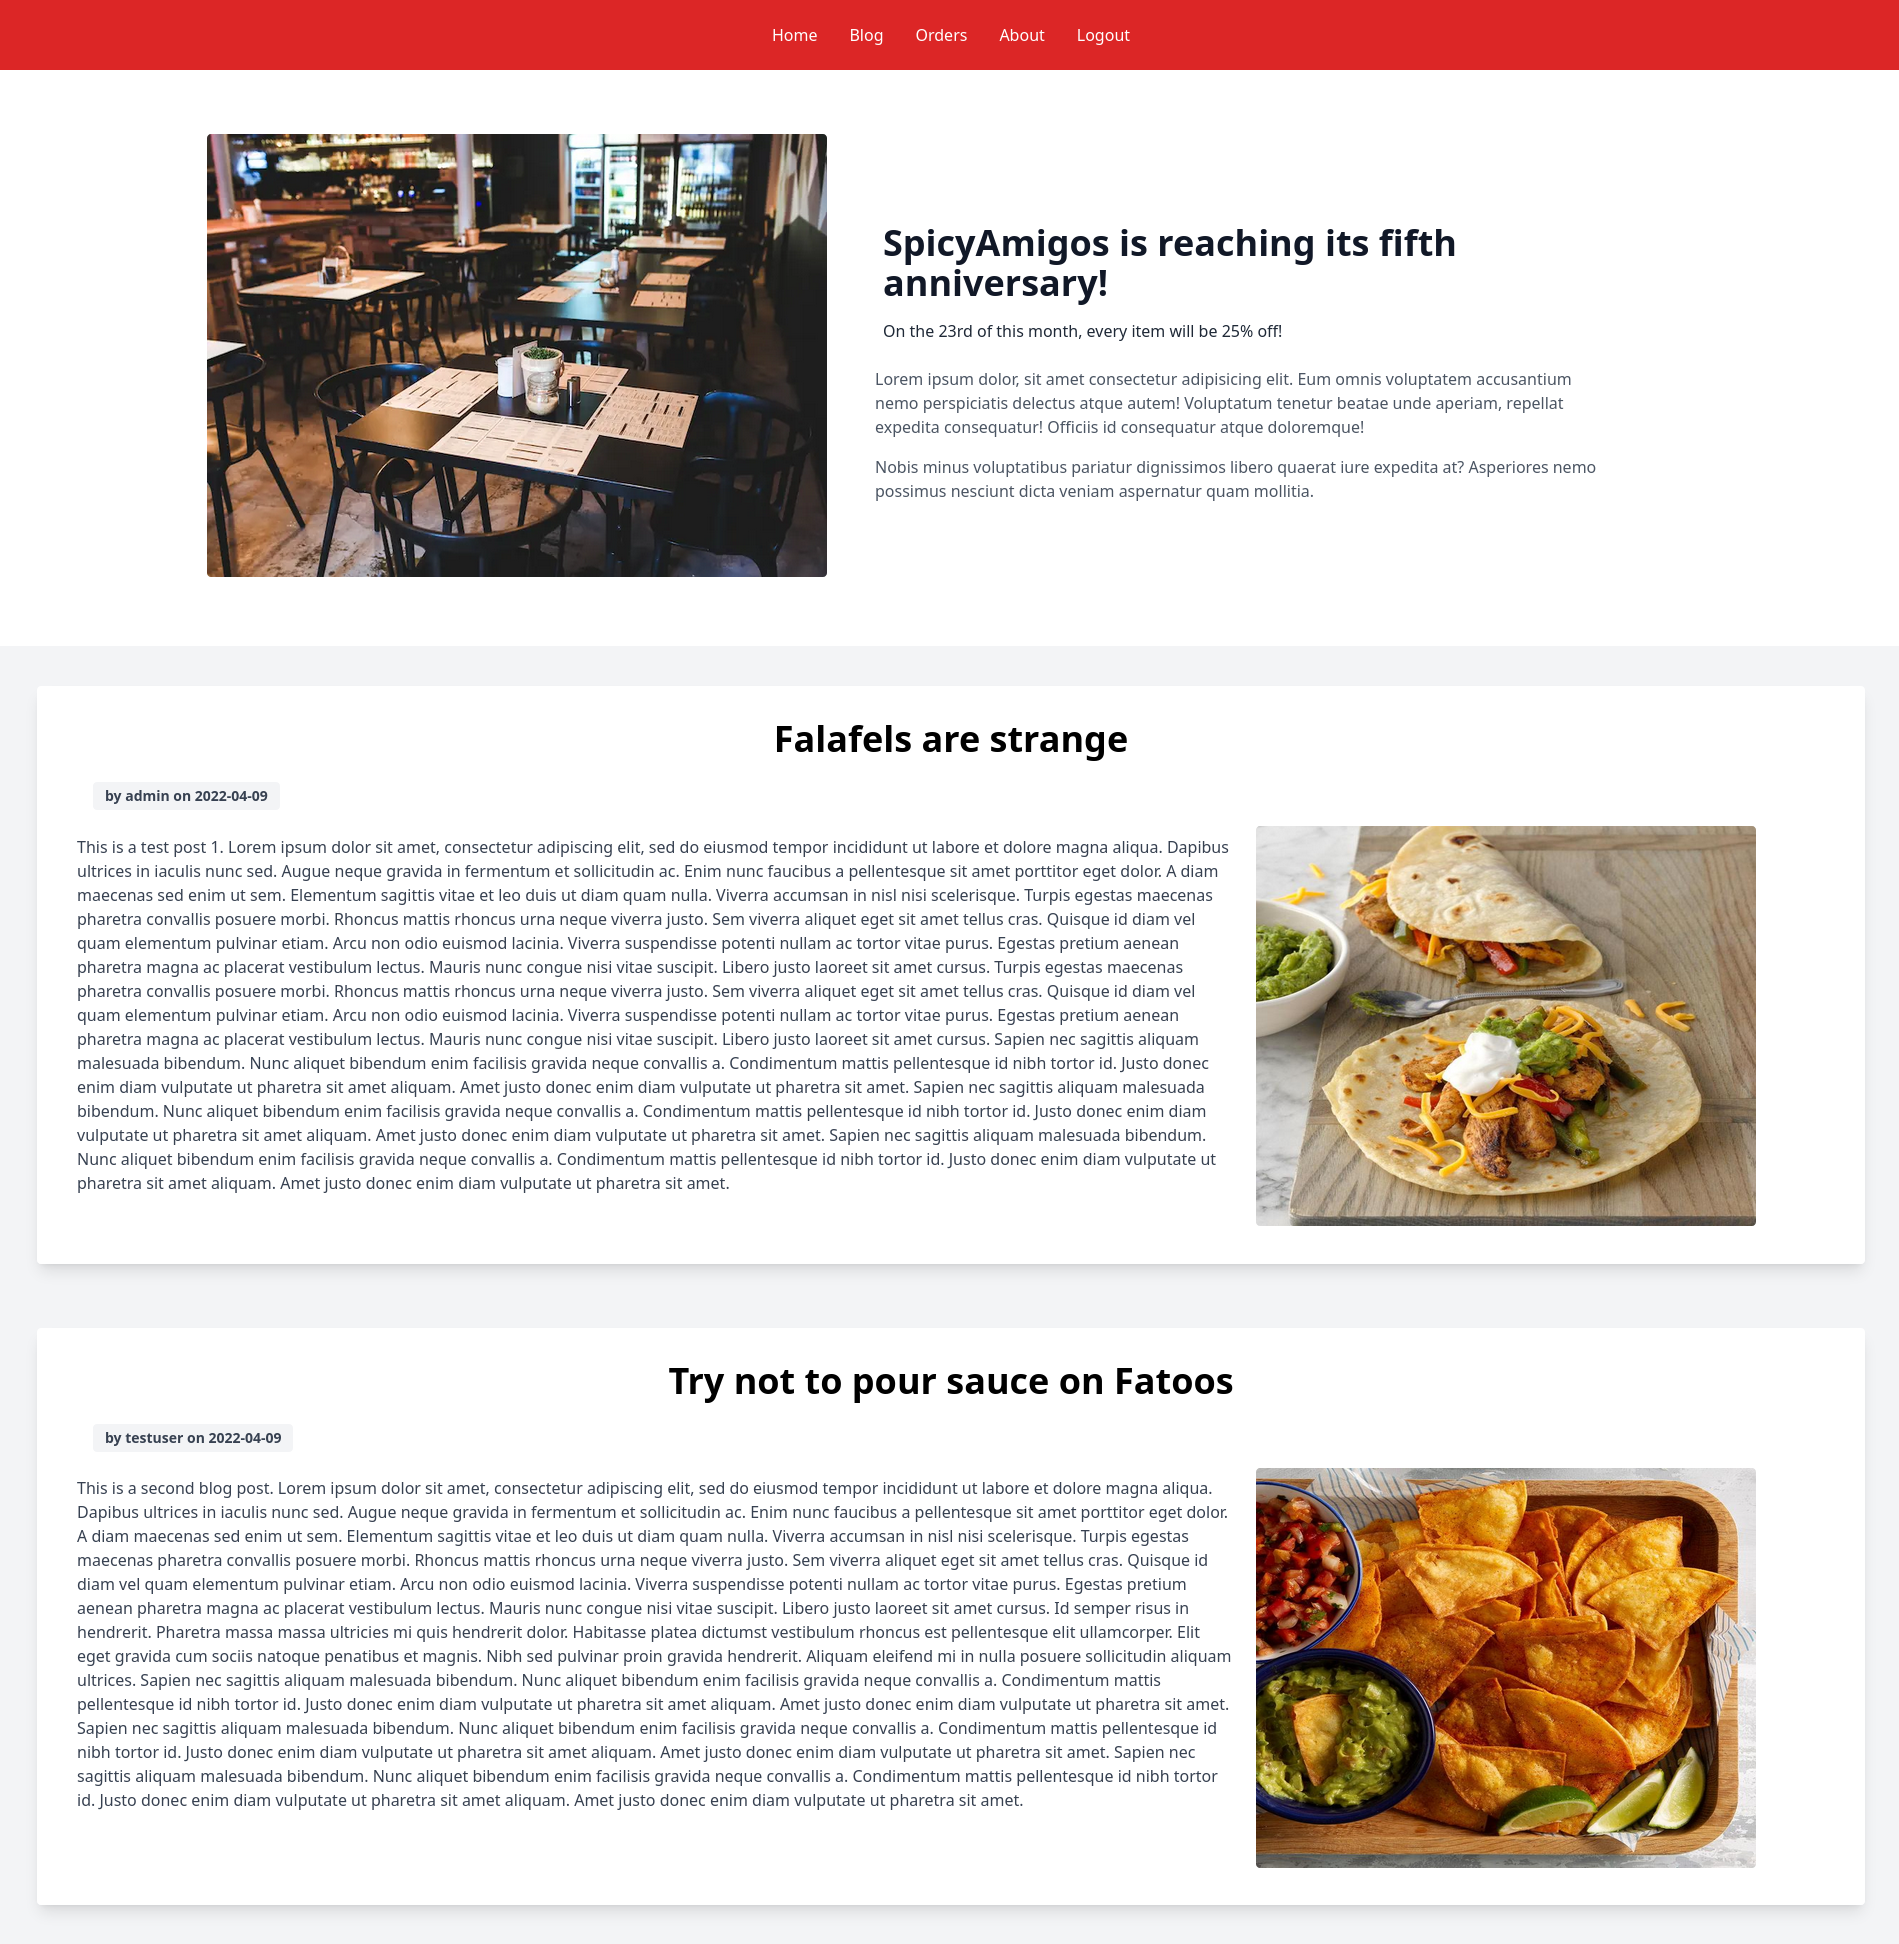 Home Blog Orders About Logout
SpicyAmigos is reaching its fifth
anniversary!
On the 23rd of this month, every item will be 25% off!
Lorem ipsum dolor, sit amet consectetur adipisicing elit. Eum omnis voluptatem accusantium
nemo perspiciatis delectus atque autem! Voluptatum tenetur beatae unde aperiam, repellat
expedita consequatur! Officiis id consequatur atque doloremque!
Nobis minus voluptatibus pariatur dignissimos libero quaerat iure expedita at? Asperiores nemo
possimus nesciunt dicta veniam aspernatur quam mollitia.
Falafels are strange
by admin on 2022-04-09
This is a test post 1. Lorem ipsum dolor sit amet, consectetur adipiscing elit, sed do eiusmod tempor incididunt ut labore et dolore magna aliqua. Dapibus
ultrices in iaculis nunc sed. Augue neque gravida in fermentum et sollicitudin ac. Enim nunc faucibus a pellentesque sit amet porttitor eget dolor. A diam
maecenas sed enim ut sem. Elementum sagittis vitae et leo duis ut diam quam nulla. Viverra accumsan in nisl nisi scelerisque. Turpis egestas maecenas
pharetra convallis posuere morbi. Rhoncus mattis rhoncus urna neque viverra justo. Sem viverra aliquet eget sit amet tellus cras. Quisque id diam vel
quam elementum pulvinar etiam. Arcu non odio euismod lacinia. Viverra suspendisse potenti nullam ac tortor vitae purus. Egestas pretium aenean
pharetra magna ac placerat vestibulum lectus. Mauris nunc congue nisi vitae suscipit. Libero justo laoreet sit amet cursus. Turpis egestas maecenas
pharetra convallis posuere morbi. Rhoncus mattis rhoncus urna neque viverra justo. Sem viverra aliquet eget sit amet tellus cras. Quisque id diam vel
quam elementum pulvinar etiam. Arcu non odio euismod lacinia. Viverra suspendisse potenti nullam ac tortor vitae purus. Egestas pretium aenean
pharetra magna ac placerat vestibulum lectus. Mauris nunc congue nisi vitae suscipit. Libero justo laoreet sit amet cursus. Sapien nec sagittis aliquam
malesuada bibendum. Nunc aliquet bibendum enim facilisis gravida neque convallis a. Condimentum mattis pellentesque id nibh tortor id. Justo donec
enim diam vulputate ut pharetra sit amet aliquam. Amet justo donec enim diam vulputate ut pharetra sit amet. Sapien nec sagittis aliquam malesuada
bibendum. Nunc aliquet bibendum enim facilisis gravida neque convallis a. Condimentum mattis pellentesque id nibh tortor id. Justo donec enim diam
vulputate ut pharetra sit amet aliquam. Amet justo donec enim diam vulputate ut pharetra sit amet. Sapien nec sagittis aliquam malesuada bibendum.
Nunc aliquet bibendum enim facilisis gravida neque convallis a. Condimentum mattis pellentesque id nibh tortor id. Justo donec enim diam vulputate ut
pharetra sit amet aliquam. Amet justo donec enim diam vulputate ut pharetra sit amet.
Try not to pour sauce on Fatoos
by testuser on 2022-04-09
This is a second blog post. Lorem ipsum dolor sit amet, consectetur adipiscing elit, sed do eiusmod tempor incididunt ut labore et dolore magna aliqua.
Dapibus ultrices in iaculis nunc sed. Augue neque gravida in fermentum et sollicitudin ac. Enim nunc faucibus a pellentesque sit amet porttitor eget dolor.
A diam maecenas sed enim ut sem. Elementum sagittis vitae et leo duis ut diam quam nulla. Viverra accumsan in nisl nisi scelerisque. Turpis egestas
maecenas pharetra convallis posuere morbi. Rhoncus mattis rhoncus urna neque viverra justo. Sem viverra aliquet eget sit amet tellus cras. Quisque id
diam vel quam elementum pulvinar etiam. Arcu non odio euismod lacinia. Viverra suspendisse potenti nullam ac tortor vitae purus. Egestas pretium
aenean pharetra magna ac placerat vestibulum lectus. Mauris nunc congue nisi vitae suscipit. Libero justo laoreet sit amet cursus. Id semper risus in
hendrerit. Pharetra massa massa ultricies mi quis hendrerit dolor. Habitasse platea dictumst vestibulum rhoncus est pellentesque elit ullamcorper. Elit
eget gravida cum sociis natoque penatibus et magnis. Nibh sed pulvinar proin gravida hendrerit. Aliquam eleifend mi in nulla posuere sollicitudin aliquam
ultrices. Sapien nec sagittis aliquam malesuada bibendum. Nunc aliquet bibendum enim facilisis gravida neque convallis a. Condimentum mattis
pellentesque id nibh tortor id. Justo donec enim diam vulputate ut pharetra sit amet aliquam. Amet justo donec enim diam vulputate ut pharetra sit amet.
Sapien nec sagittis aliquam malesuada bibendum. Nunc aliquet bibendum enim facilisis gravida neque convallis a. Condimentum mattis pellentesque id
nibh tortor id. Justo donec enim diam vulputate ut pharetra sit amet aliquam. Amet justo donec enim diam vulputate ut pharetra sit amet. Sapien nec
sagittis aliquam malesuada bibendum. Nunc aliquet bibendum enim facilisis gravida neque convallis a. Condimentum mattis pellentesque id nibh tortor
id. Justo donec enim diam vulputate ut pharetra sit amet aliquam. Amet justo donec enim diam vulputate ut pharetra sit amet.